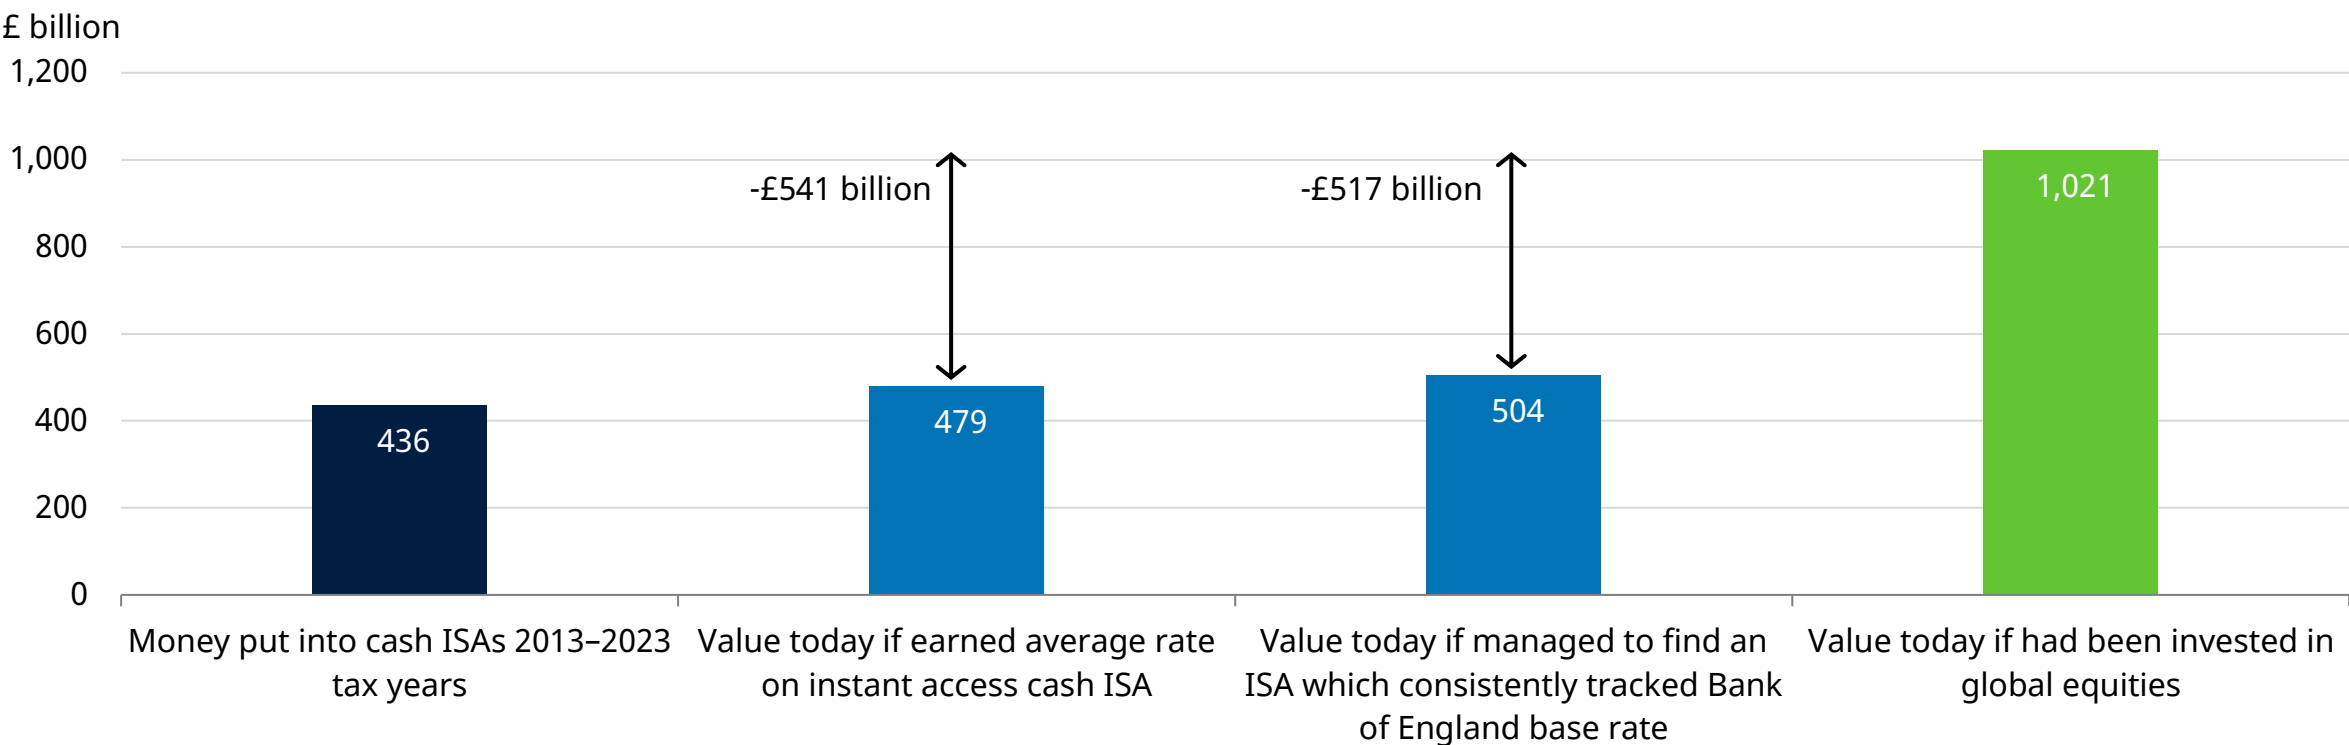 £ billion
1,200
1,000
800
600
400
200
0
-£541 billion
-£517 billion
436
479
504
1,021
Money put into cash ISAs 2013–2023
tax years
Value today if earned average rate
on instant access cash ISA
Value today if managed to find an
ISA which consistently tracked Bank
of England base rate
Value today if had been invested in
global equities